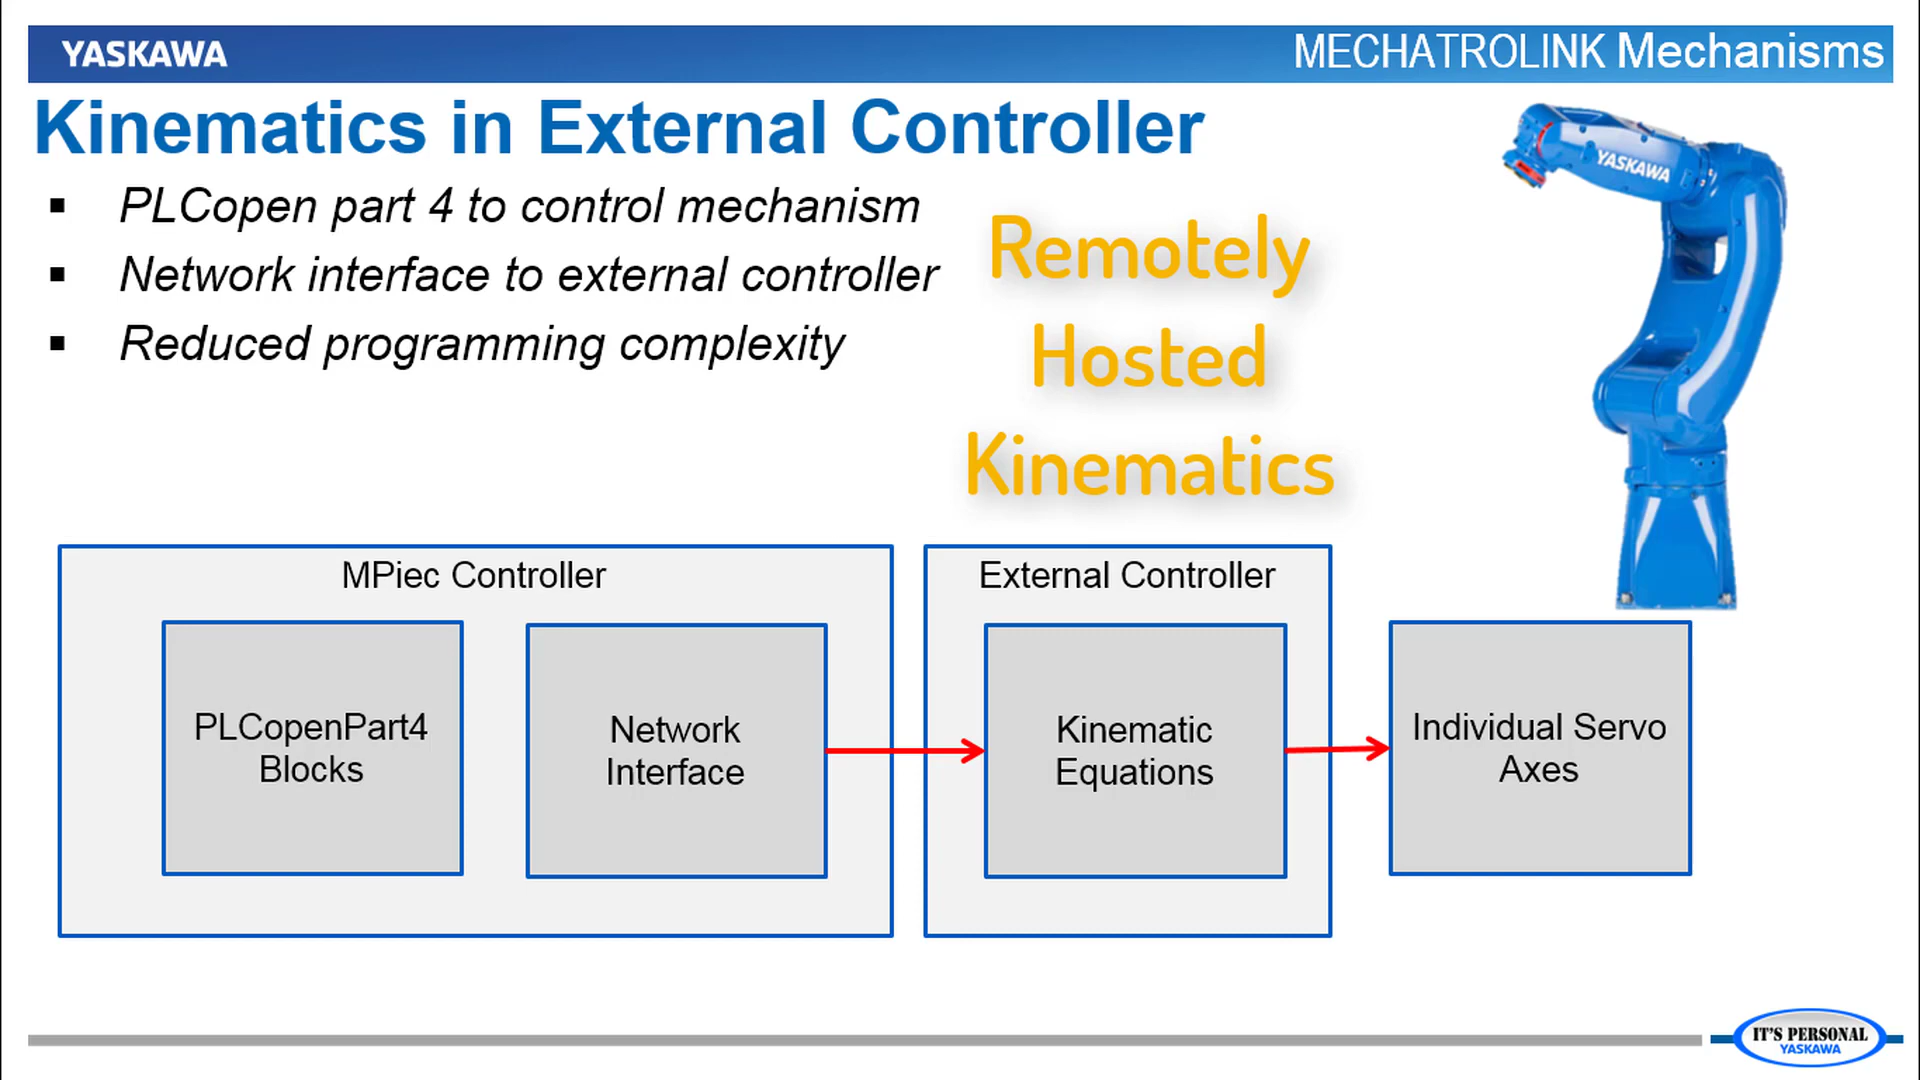 YASKAWA
MECHATROLINK Mechanisms
Kinematics in External Controller
▪ PLCopen part 4 to control mechanism
▪ Network interface to external controller
▪ Reduced programming complexity
Remotely
Hosted
Kinematics
YASKAWA
MPiec Controller
PLCopenPart4
Blocks
Network
Interface
External Controller
Kinematic
Equations
Individual Servo
Axes
IT'S PERSONAL
YASKAWA